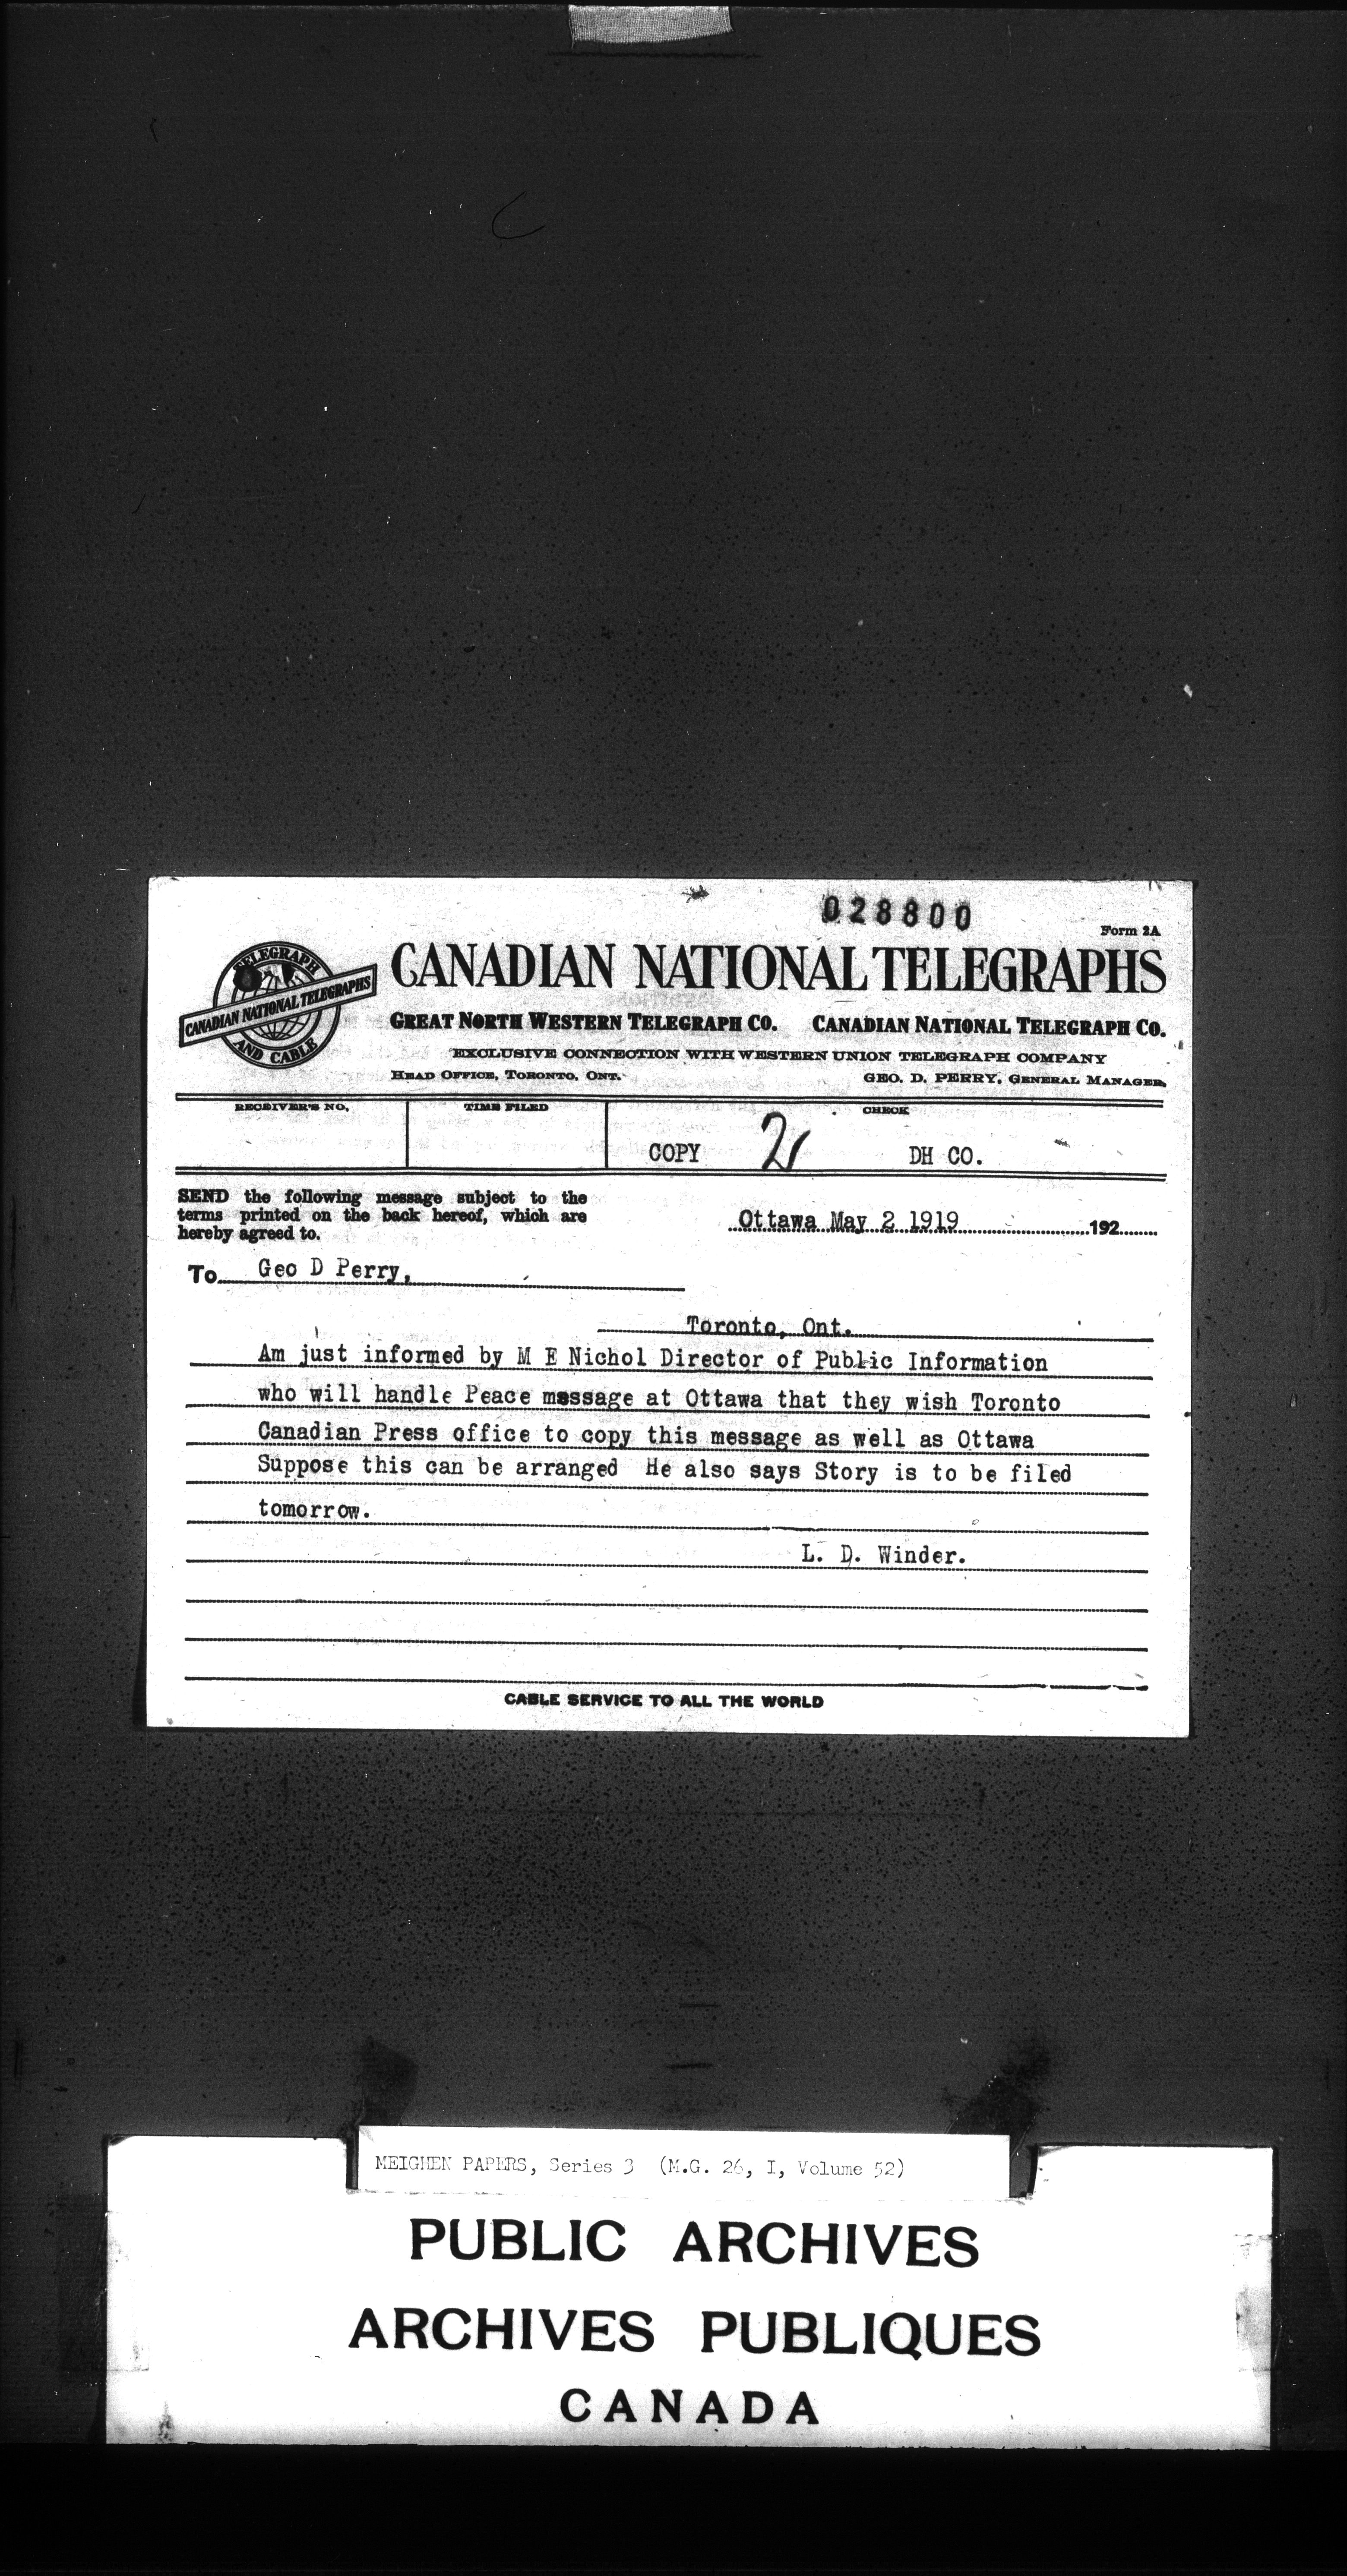 028800
Form 2A
TELEGRAPH
CANADIAN NATIONAL TELEGRAPHS
AND CABLE
CANADIAN NATIONAL TELEGRAPHS
GREAT NORTH WESTERN TELEGRAPH CO. CANADIAN NATIONAL TELEGRAPH CO.
EXCLUSIVE CONNECTION WITH WESTERN UNION TELEGRAPH COMPANY
HEAD OFFICE, TORONTO, ONT. GEO. D. PERRY, GENERAL MANAGER.
RECEIVER'S NO. TIME FILED CHECK
COPY 21 DH CO.
SEND the following message subject to the
terms printed on the back hereof, which are
hereby agreed to.
Ottawa May 2 1919 192
To Geo D Perry,
Toronto, Ont.
Am just informed by M E Nichol Director of Public Information
who will handle Peace message at Ottawa that they wish Toronto
Canadian Press office to copy this message as well as Ottawa
Suppose this can be arranged He also says Story is to be filed
tomorrow.
L. D. Winder.
CABLE SERVICE TO ALL THE WORLD
MEIGHEN PAPERS, Series 3 (M.G. 26, I, Volume 52)
PUBLIC ARCHIVES
ARCHIVES PUBLIQUES
CANADA